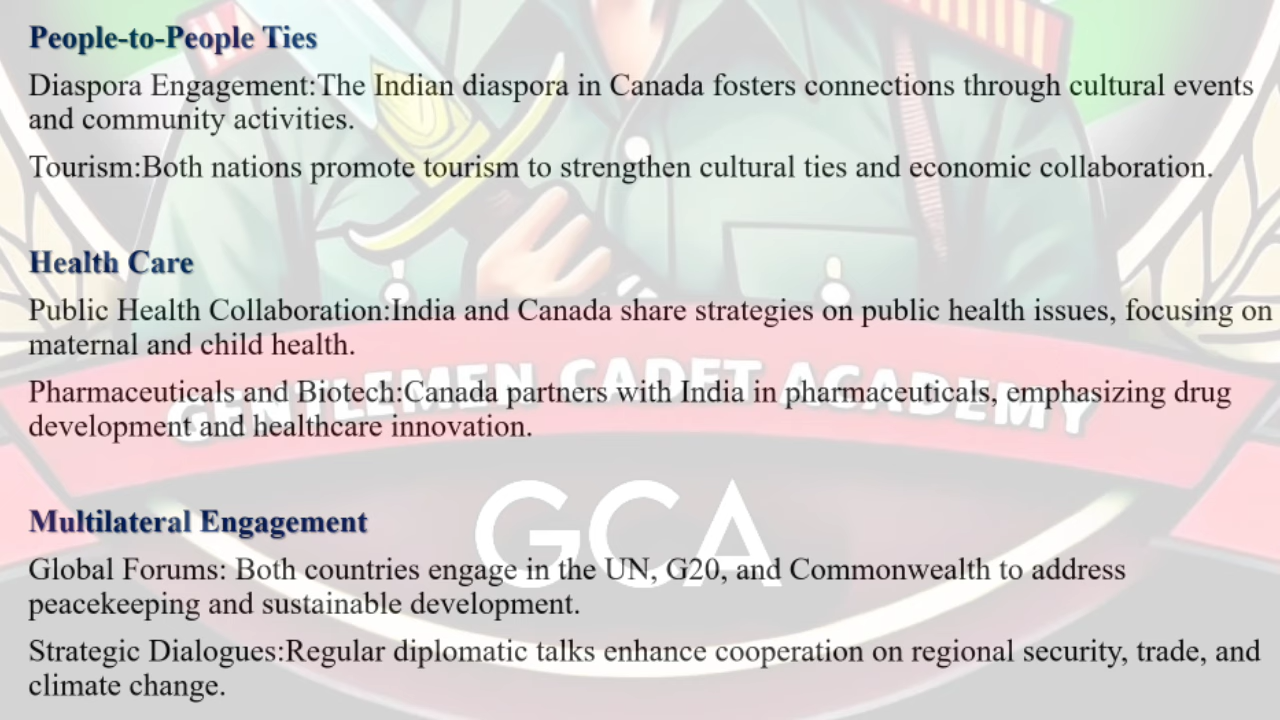 People-to-People Ties
Diaspora Engagement:The Indian diaspora in Canada fosters connections through cultural events
and community activities.
Tourism:Both nations promote tourism to strengthen cultural ties and economic collaboration.
Health Care
Public Health Collaboration:India and Canada share strategies on public health issues, focusing on
maternal and child health.
Pharmaceuticals and Biotech:Canada partners with India in pharmaceuticals, emphasizing drug
development and healthcare innovation.
GENTLEMEN CADET ACADEMY
GCA
Multilateral Engagement
Global Forums: Both countries engage in the UN, G20, and Commonwealth to address
peacekeeping and sustainable development.
Strategic Dialogues:Regular diplomatic talks enhance cooperation on regional security, trade, and
climate change.